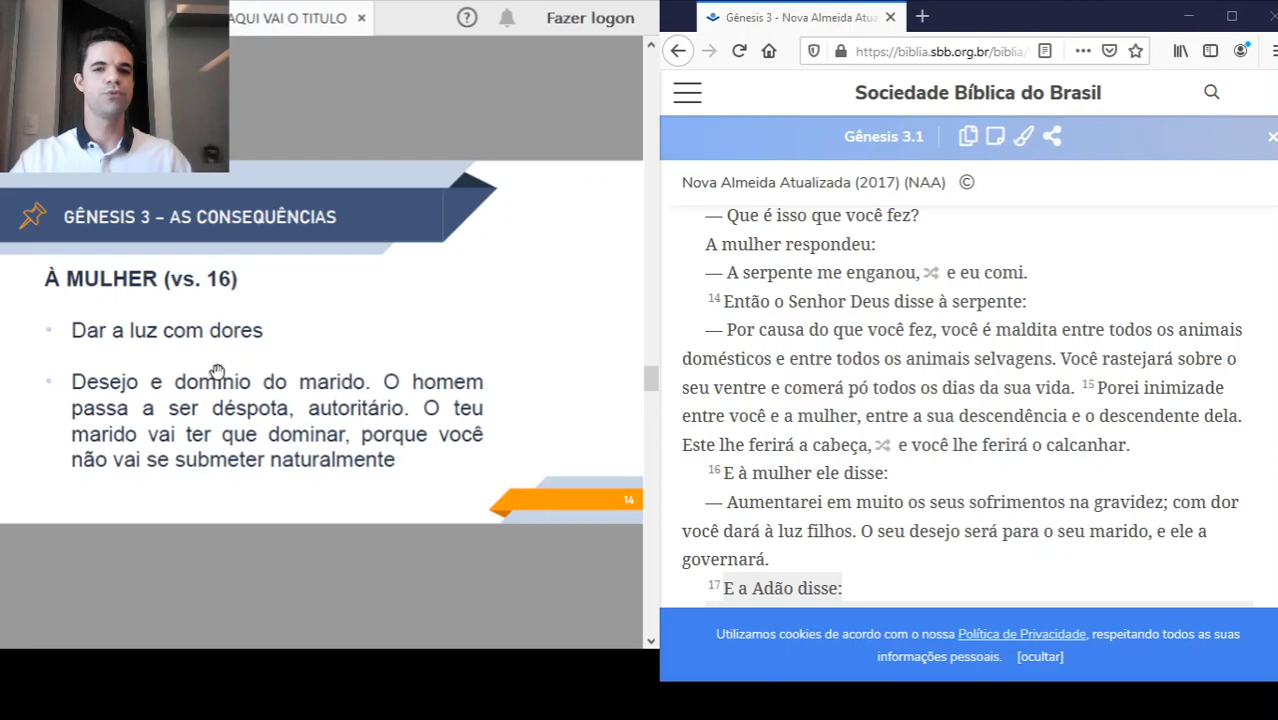 AQUI VAI O TITULO ×
? Fazer logon
GÊNESIS 3 – AS CONSEQUÊNCIAS
À MULHER (vs. 16)
• Dar a luz com dores
• Desejo e domínio do marido. O homem
passa a ser déspota, autoritário. O teu
marido vai ter que dominar, porque você
não vai se submeter naturalmente
14
Gênesis 3 - Nova Almeida Atua
https://biblia.sbb.org.br/biblia/
Sociedade Bíblica do Brasil
Gênesis 3.1
Nova Almeida Atualizada (2017) (NAA) ©
— Que é isso que você fez?
A mulher respondeu:
— A serpente me enganou, e eu comi.
14 Então o Senhor Deus disse à serpente:
— Por causa do que você fez, você é maldita entre todos os animais
domésticos e entre todos os animais selvagens. Você rastejará sobre o
seu ventre e comerá pó todos os dias da sua vida. 15 Porei inimizade
entre você e a mulher, entre a sua descendência e o descendente dela.
Este lhe ferirá a cabeça, e você lhe ferirá o calcanhar.
16 E à mulher ele disse:
— Aumentarei em muito os seus sofrimentos na gravidez; com dor
você dará à luz filhos. O seu desejo será para o seu marido, e ele a
governará.
17 E a Adão disse:
Utilizamos cookies de acordo com o nossa Política de Privacidade, respeitando todos as suas
informações pessoais. [ocultar]